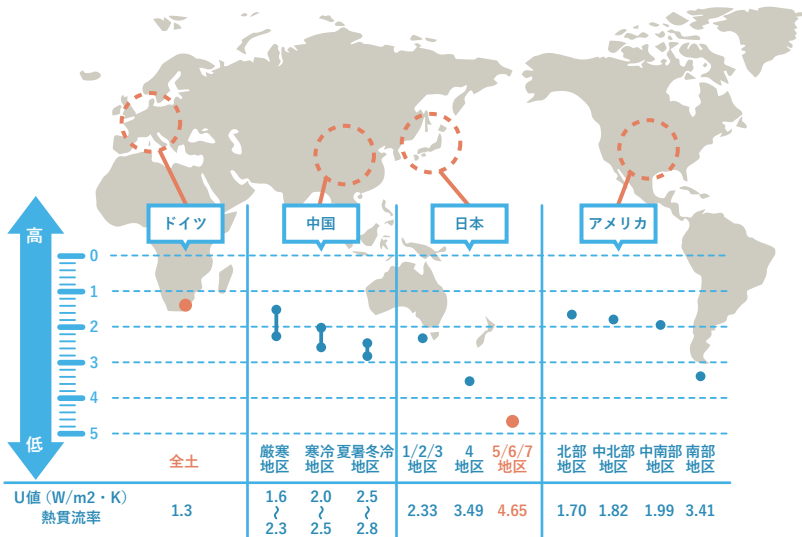 ドイツ
中国
日本
アメリカ
高
0
1
2
3
4
5
低
全土
厳寒
地区
寒冷
地区
夏暑冬冷
地区
1/2/3
地区
4
地区
5/6/7
地区
北部
地区
中北部
地区
中南部
地区
南部
地区
U値（W/m2・K）
熱貫流率
1.3
1.6
〜
2.3
2.0
〜
2.5
2.5
〜
2.8
2.33
3.49
4.65
1.70
1.82
1.99
3.41